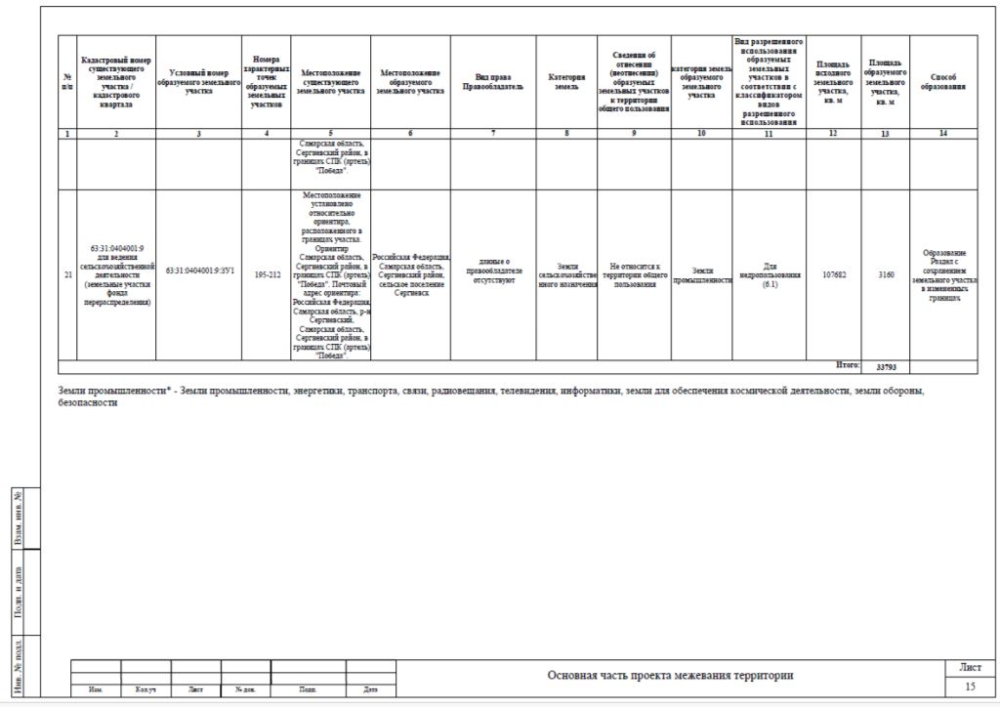 №
п/п
Кадастровый номер
существующего
земельного
участка /
кадастрового
квартала
Условный номер
образуемого земельного
участка
Номера
характерных
точек
образуемых
земельных
участков
Местоположение
существующего
земельного участка
Местоположение
образуемого
земельного участка
Вид права
Правообладатель
Категория
земель
Сведения об
отнесении
(неотнесении)
образуемых
земельных участков
к территории
общего пользования
категория земель
образуемого
земельного
участка
Вид разрешенного
использования
образуемых
земельных
участков в
соответствии с
классификатором
видов
разрешенного
использования
Площадь
исходного
земельного
участка,
кв. м
Площадь
образуемого
земельного
участка,
кв. м
Способ
образования
1 2 3 4 5 6 7 8 9 10 11 12 13 14
Самарская область,
Сергиевский район, в
границах СПК (артель)
"Победа".
21
63:31:0404001:9
для ведения
сельскохозяйственной
деятельности
(земельные участки
фонда
перераспределения)
63:31:0404001:9:ЗУ1
195-212
Местоположение
установлено
относительно
ориентира,
расположенного в
границах участка.
Ориентир
Самарская область,
Сергиевский район, в
границах СПК (артель)
"Победа". Почтовый
адрес ориентира:
Российская Федерация,
Самарская область, р-н
Сергиевский,
Самарская область,
Сергиевский район, в
границах СПК (артель)
"Победа".
Российская Федерация,
Самарская область,
Сергиевский район,
сельское поселение
Сергиевск
данные о
правообладателе
отсутствуют
Земли
сельскохозяйстве
нного назначения
Не относится к
территории общего
пользования
Земли
промышленности
Для
недропользования
(6.1)
107682
3160
Образование
Раздел с
сохранением
земельного участка
в измененных
границах
Итого: 33793
Земли промышленности* - Земли промышленности, энергетики, транспорта, связи, радиовещания, телевидения, информатики, земли для обеспечения космической деятельности, земли обороны,
безопасности
Взам. инв. №
Подп. и дата
Инв. № подл.
Изм. Кол.уч Лист № док. Подп. Дата
Основная часть проекта межевания территории
Лист
15